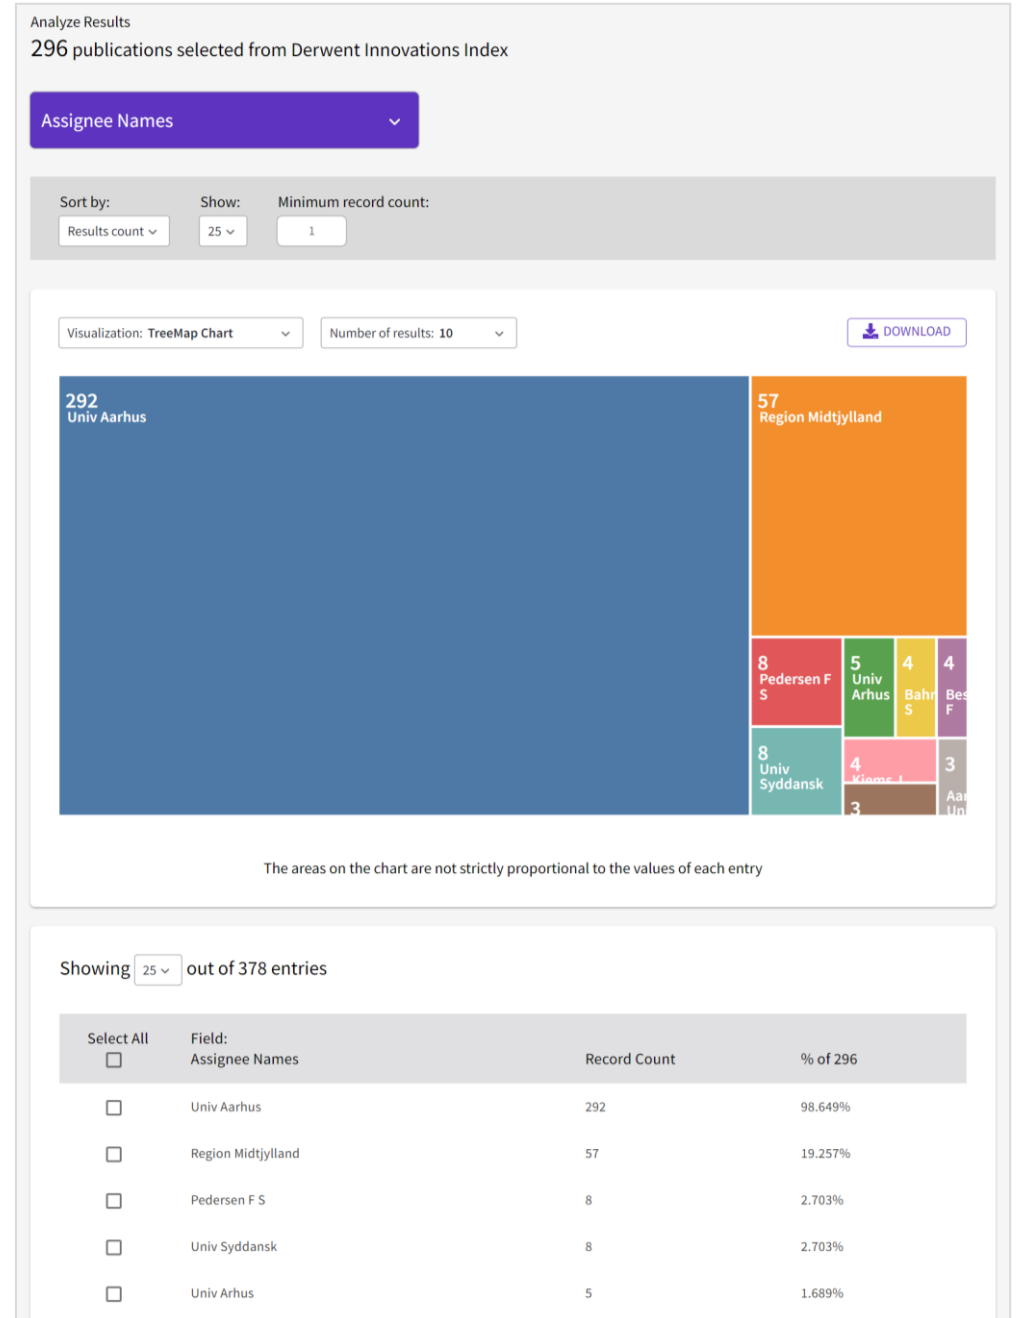 Analyze Results
296 publications selected from Derwent Innovations Index
Assignee Names
Sort by: Show: Minimum record count:
Results count 25 1
Visualization: TreeMap Chart Number of results: 10 DOWNLOAD
292
Univ Aarhus
57
Region Midtjylland
8
Pedersen F
S
5
Univ
Arhus
4
Bahr
S
4
Bes
F
8
Univ
Syddansk
4
3
3
Aar
Uni
The areas on the chart are not strictly proportional to the values of each entry
Showing 25 out of 378 entries
Select All Field:
Assignee Names Record Count % of 296
Univ Aarhus 292 98.649%
Region Midtjylland 57 19.257%
Pedersen F S 8 2.703%
Univ Syddansk 8 2.703%
Univ Arhus 5 1.689%